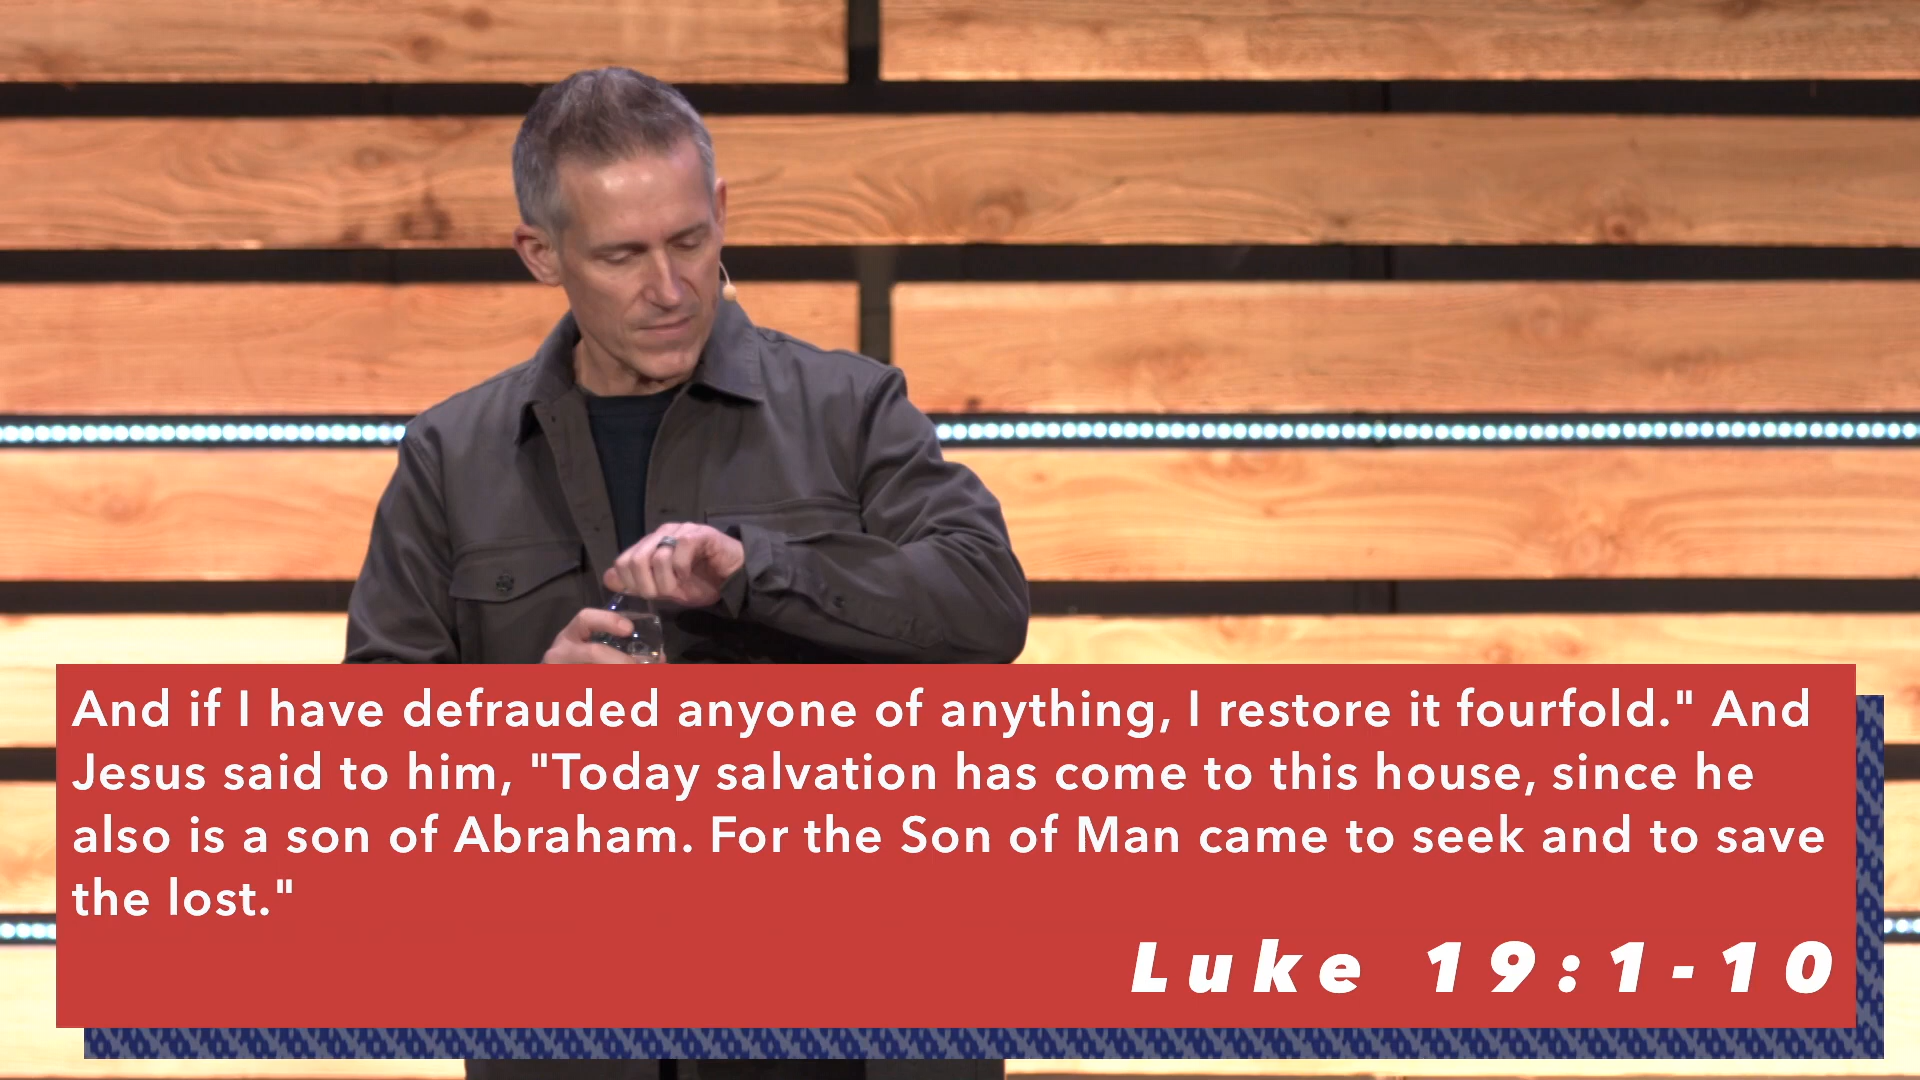 And if I have defrauded anyone of anything, I restore it fourfold." And
Jesus said to him, "Today salvation has come to this house, since he
also is a son of Abraham. For the Son of Man came to seek and to save
the lost."
Luke 19:1-10